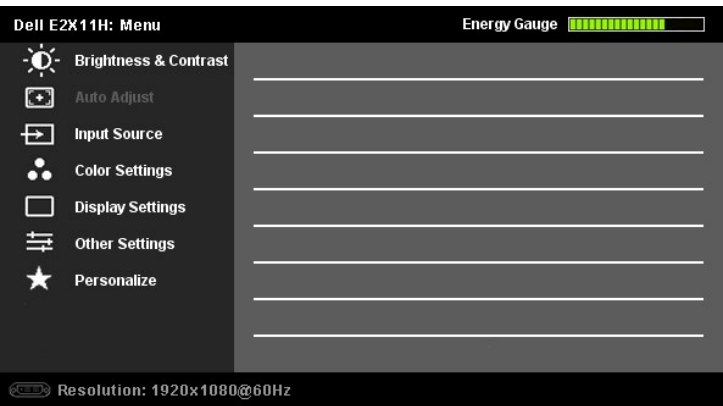 Dell E2X11H: Menu
Energy Gauge
Brightness & Contrast
Auto Adjust
Input Source
Color Settings
Display Settings
Other Settings
Personalize
Resolution: 1920x1080@60Hz